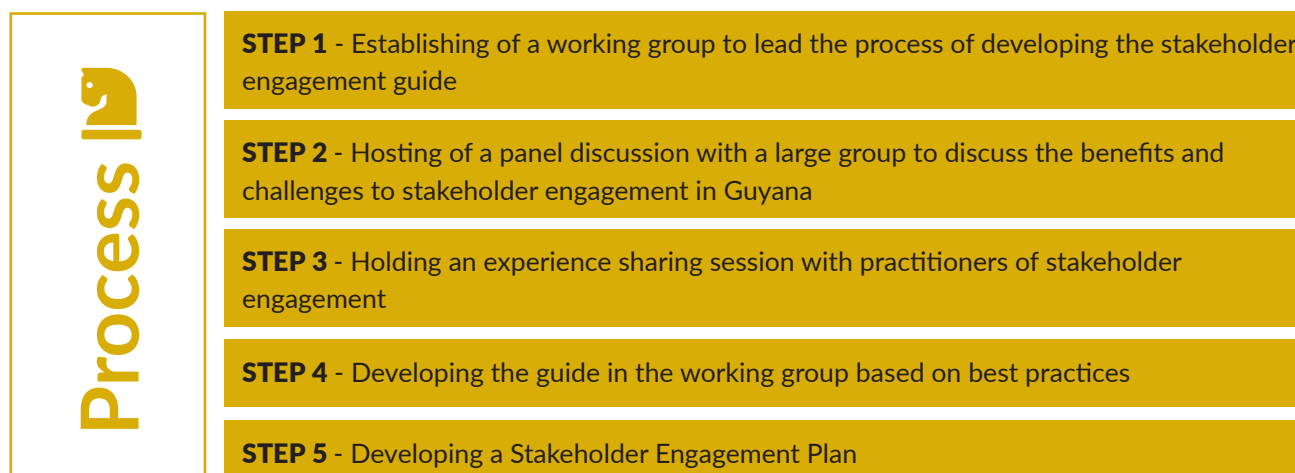 Process
STEP 1 - Establishing of a working group to lead the process of developing the stakeholder
engagement guide
STEP 2 - Hosting of a panel discussion with a large group to discuss the benefits and
challenges to stakeholder engagement in Guyana
STEP 3 - Holding an experience sharing session with practitioners of stakeholder
engagement
STEP 4 - Developing the guide in the working group based on best practices
STEP 5 - Developing a Stakeholder Engagement Plan